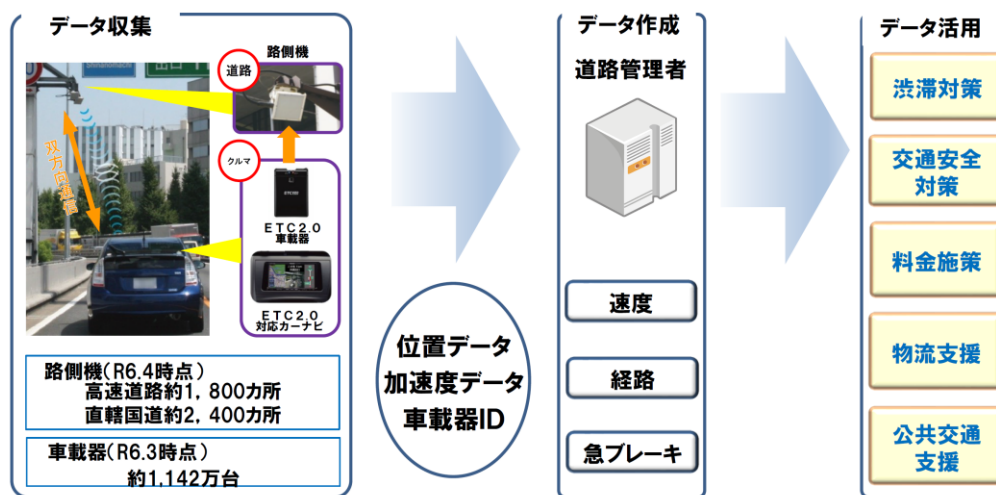 データ収集
路側機
道路
双方向通信
クルマ
ETC2.0
車載器
ETC2.0
対応カーナビ
路側機(R6.4時点)
高速道路約1,800カ所
直轄国道約2,400カ所
車載器(R6.3時点)
約1,142万台
位置データ
加速度データ
車載器ID
データ作成
道路管理者
速度
経路
急ブレーキ
データ活用
渋滞対策
交通安全
対策
料金施策
物流支援
公共交通
支援